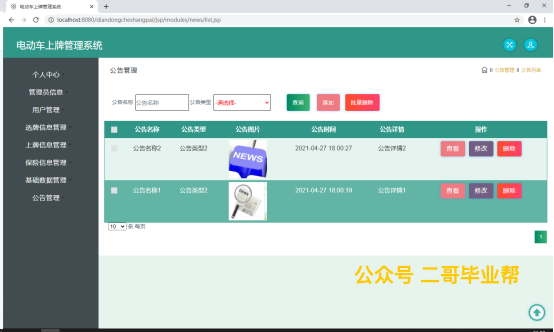 电动车上牌管理系统
localhost:8080/diandongcheshangpai/jsp/modules/news/list.jsp
电动车上牌管理系统
个人中心
管理员信息
用户管理
选牌信息管理
上牌信息管理
保险信息管理
基础数据管理
公告管理
公告管理
公告管理 公告列表
公告名称 公告名称 公告类型 -请选择- 查询 添加 批量删除
公告名称 公告类型 公告图片 公告时间 公告详情 操作
公告名称2 公告类型2 NEWS 2021-04-27 18:00:27 公告详情2 查看 修改 删除
公告名称1 公告类型2 2021-04-27 18:00:19 公告详情1 查看 修改 删除
10 条 每页
1
公众号 二哥毕业帮